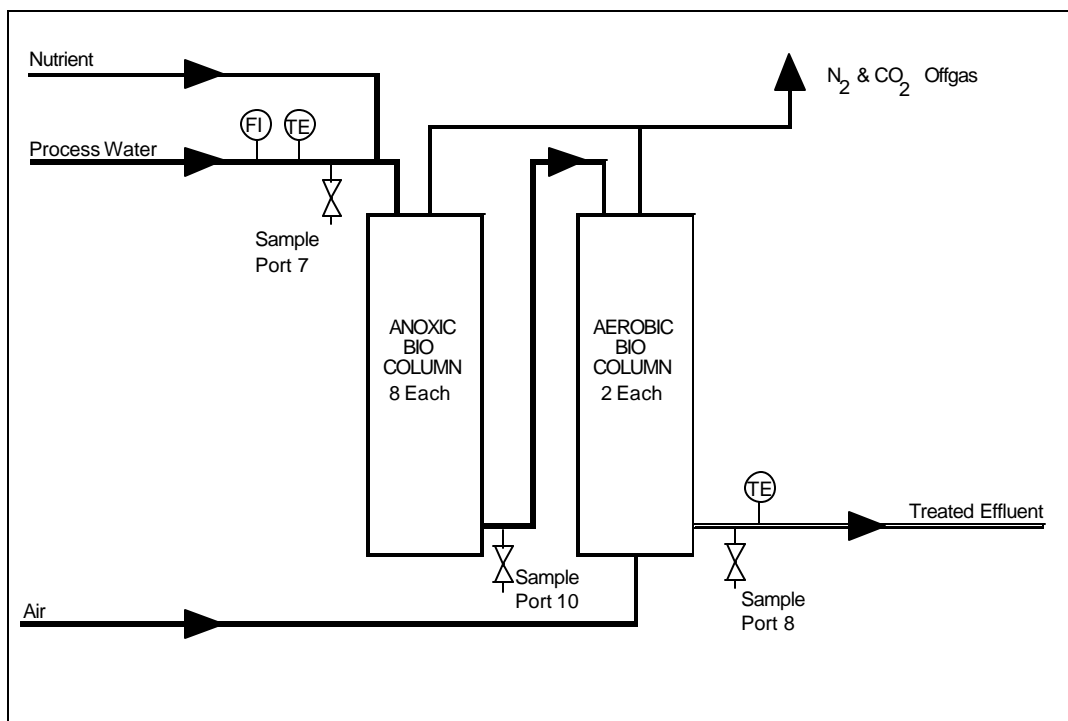 Nutrient
N2 & CO2 Offgas
FI
TE
Process Water
Sample
Port 7
ANOXIC
BIO
COLUMN
8 Each
AEROBIC
BIO
COLUMN
2 Each
TE
Treated Effluent
Sample
Port 10
Sample
Port 8
Air